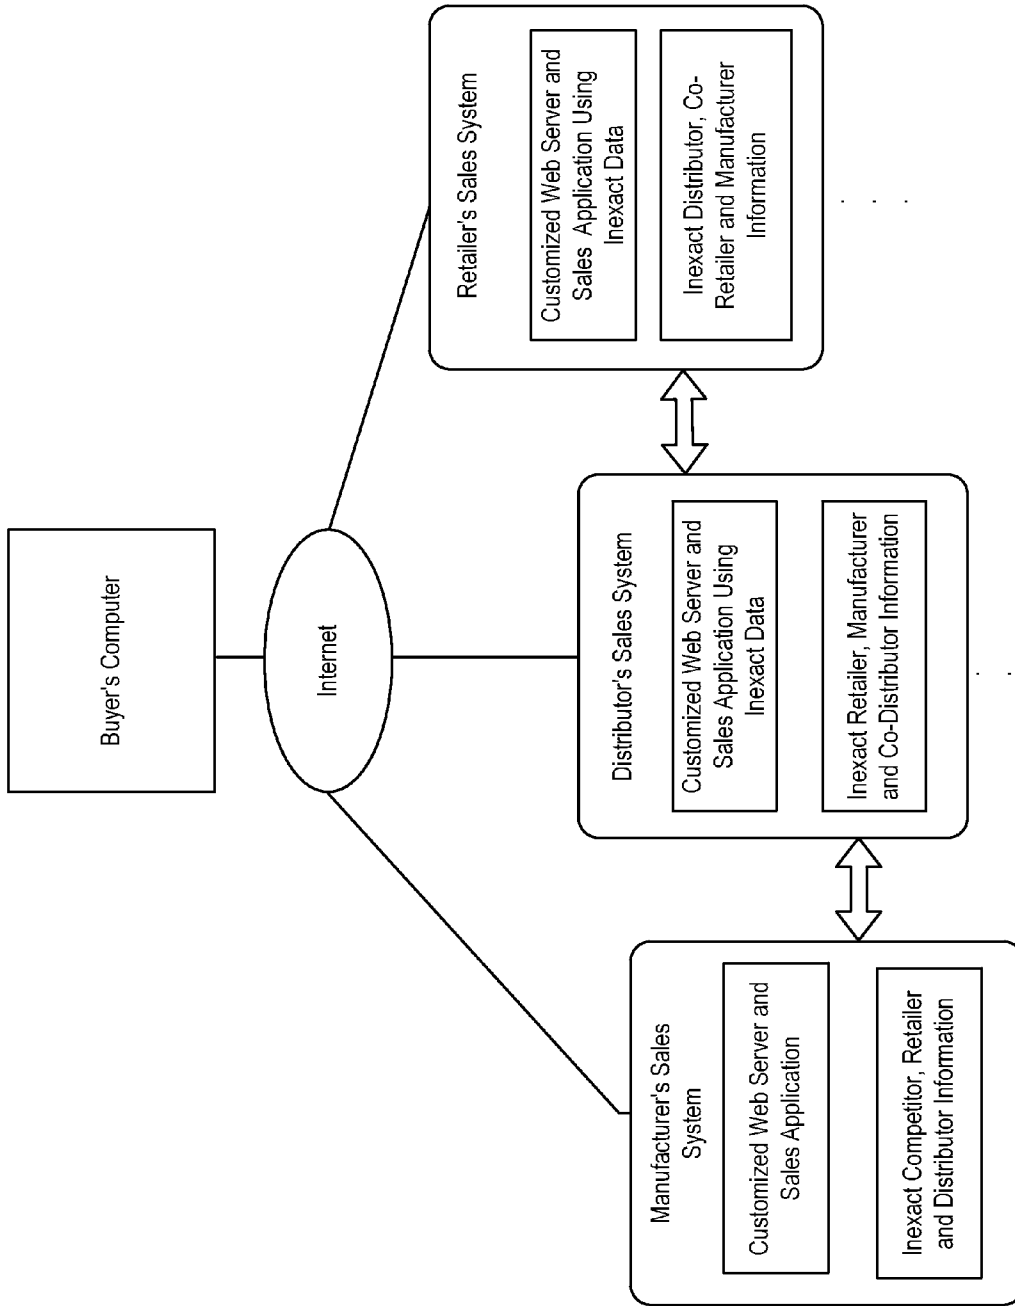 Buyer's Computer
Internet
Manufacturer's Sales
System
Customized Web Server and
Sales Application
Inexact Competitor, Retailer
and Distributor Information
Distributor's Sales System
Customized Web Server and
Sales Application Using
Inexact Data
Inexact Retailer, Manufacturer
and Co-Distributor Information
Retailer's Sales System
Customized Web Server and
Sales Application Using
Inexact Data
Inexact Distributor, Co-
Retailer and Manufacturer
Information